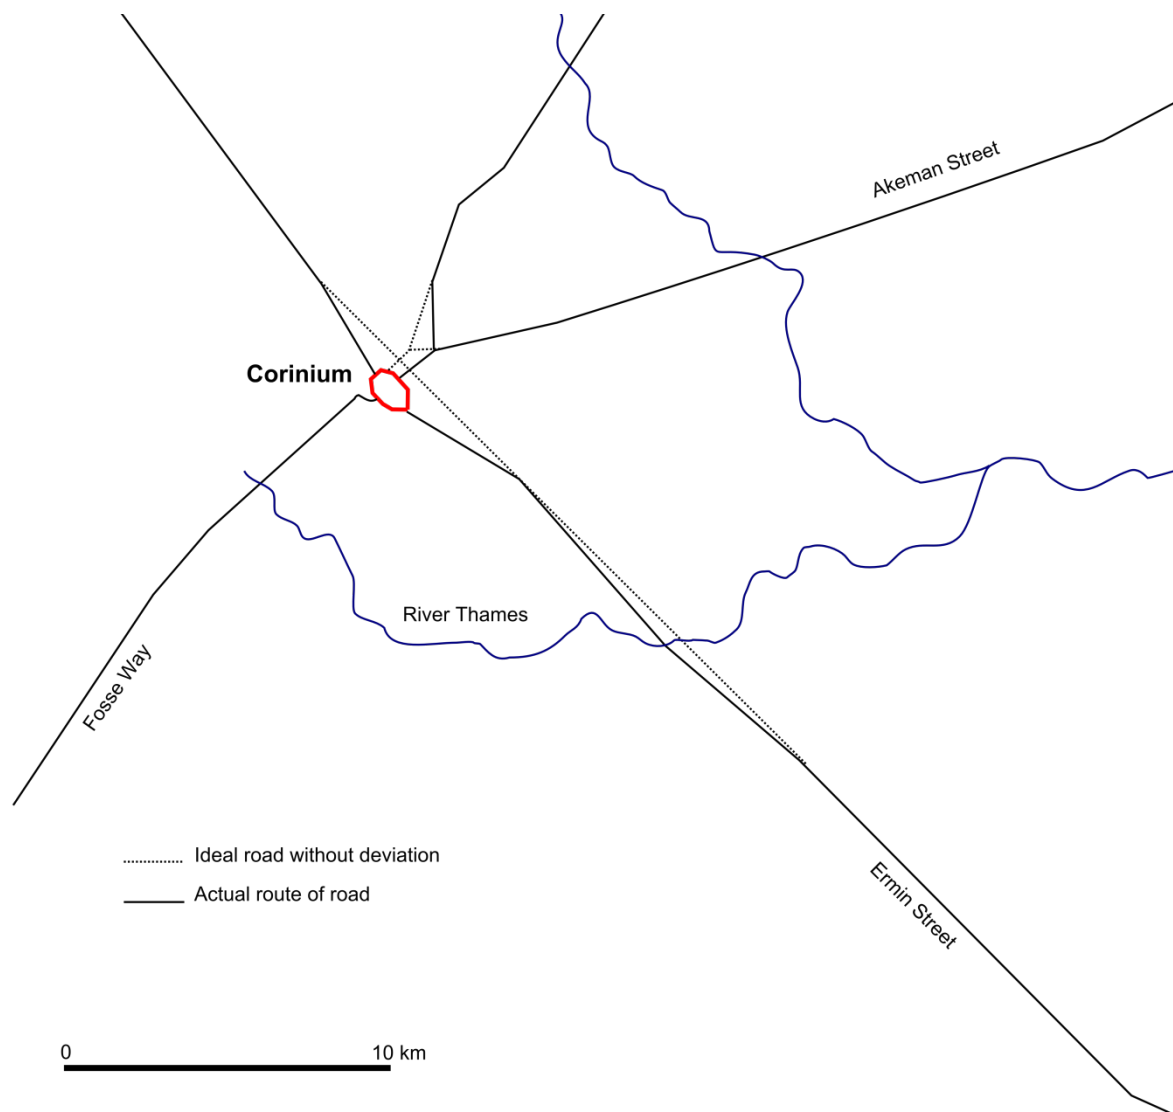 Akeman Street
Corinium
River Thames
Fosse Way
Ideal road without deviation
Actual route of road
Ermin Street
0
10 km